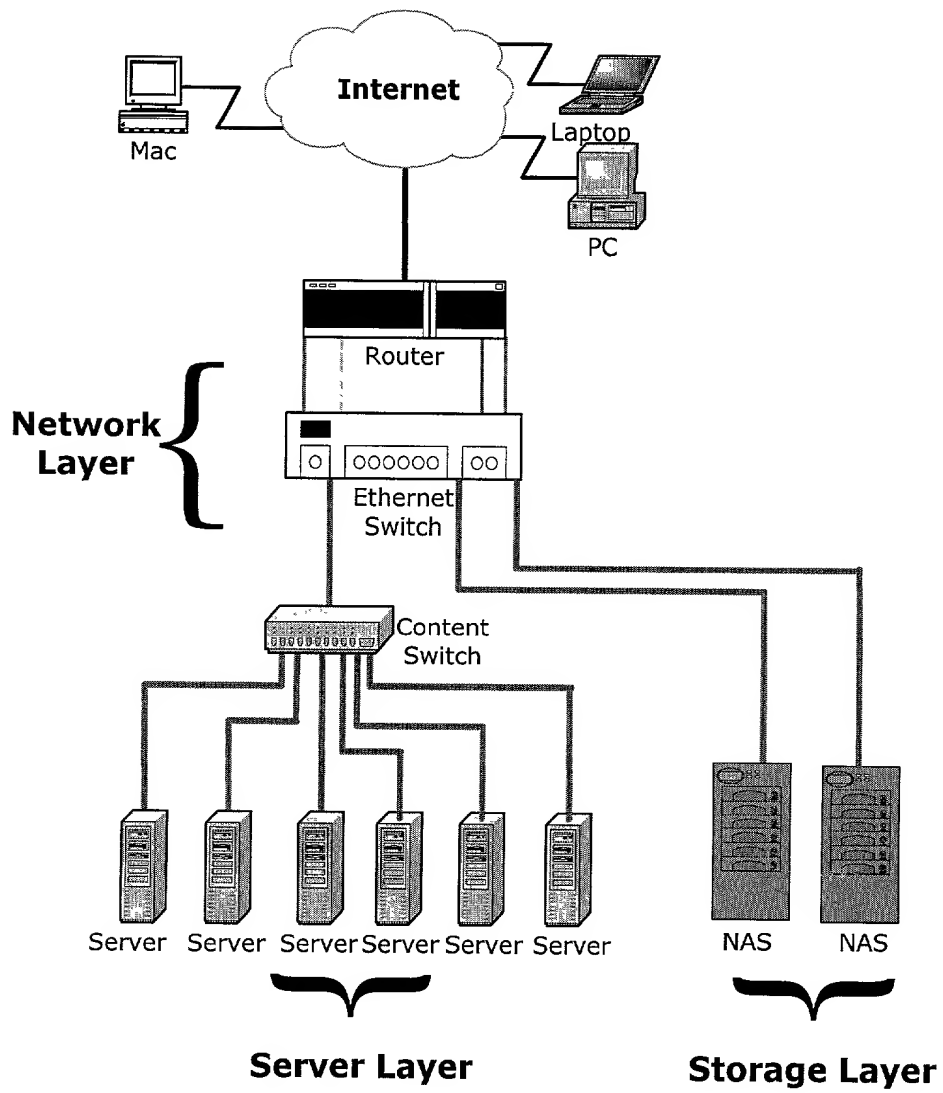 Internet
Mac
Laptop
PC
Router
Network
Layer
Ethernet
Switch
Content
Switch
Server
Server
Server
Server
Server
Server
NAS
NAS
Server Layer
Storage Layer